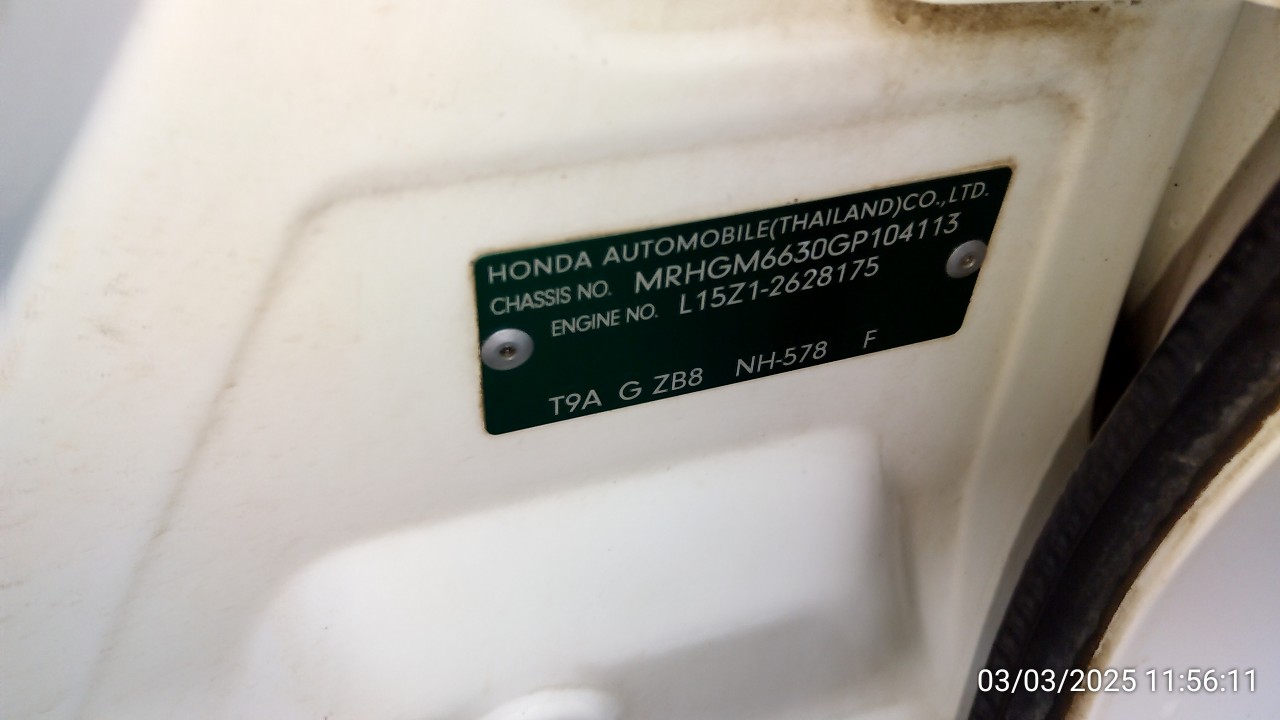 HONDA AUTOMOBILE(THAILAND)CO.,LTD.
CHASSIS NO. MRHGM6630GP104113
ENGINE NO. L15Z1-2628175
T9A G ZB8 NH-578 F
03/03/2025 11:56:11